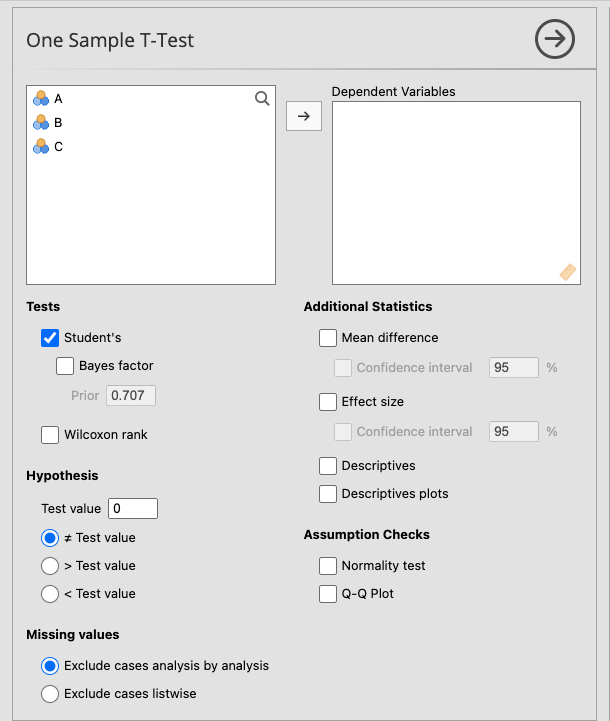 One Sample T-Test
A
B
C
→
Dependent Variables
Tests
Student's
Bayes factor
Prior 0.707
Wilcoxon rank
Hypothesis
Test value 0
≠ Test value
> Test value
< Test value
Missing values
Exclude cases analysis by analysis
Exclude cases listwise
Additional Statistics
Mean difference
Confidence interval 95 %
Effect size
Confidence interval 95 %
Descriptives
Descriptives plots
Assumption Checks
Normality test
Q-Q Plot